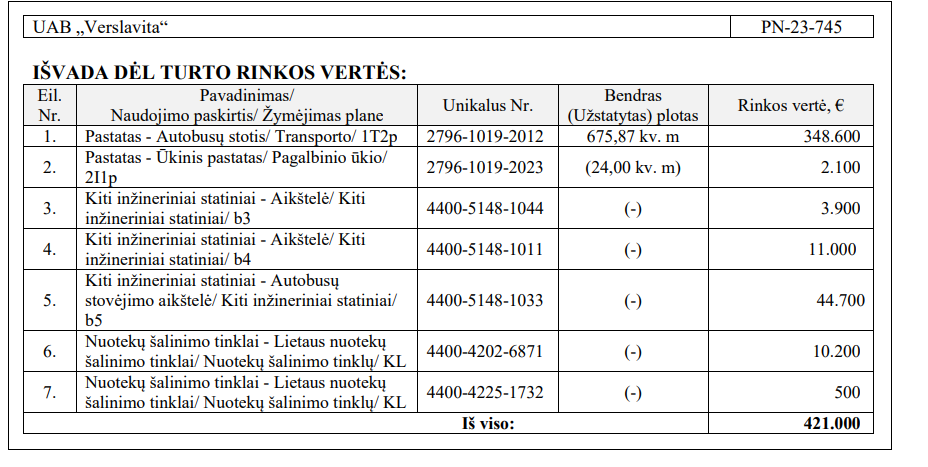 UAB „Verslavita“ PN-23-745
IŠVADA DĖL TURTO RINKOS VERTĖS:
Eil. Nr. Pavadinimas/ Naudojimo paskirtis/ Žymėjimas plane Unikalus Nr. Bendras (Užstatytas) plotas Rinkos vertė, €
1. Pastatas - Autobusų stotis/ Transporto/ 1T2p 2796-1019-2012 675,87 kv. m 348.600
2. Pastatas - Ūkinis pastatas/ Pagalbinio ūkio/
2I1p 2796-1019-2023 (24,00 kv. m) 2.100
3. Kiti inžineriniai statiniai - Aikštelė/ Kiti
inžineriniai statiniai/ b3 4400-5148-1044 (-) 3.900
4. Kiti inžineriniai statiniai - Aikštelė/ Kiti
inžineriniai statiniai/ b4 4400-5148-1011 (-) 11.000
5. Kiti inžineriniai statiniai - Autobusų
stovėjimo aikštelė/ Kiti inžineriniai statiniai/
b5 4400-5148-1033 (-) 44.700
6. Nuotekų šalinimo tinklai - Lietaus nuotekų
šalinimo tinklai/ Nuotekų šalinimo tinklų/ KL 4400-4202-6871 (-) 10.200
7. Nuotekų šalinimo tinklai - Lietaus nuotekų
šalinimo tinklai/ Nuotekų šalinimo tinklų/ KL 4400-4225-1732 (-) 500
Iš viso: 421.000